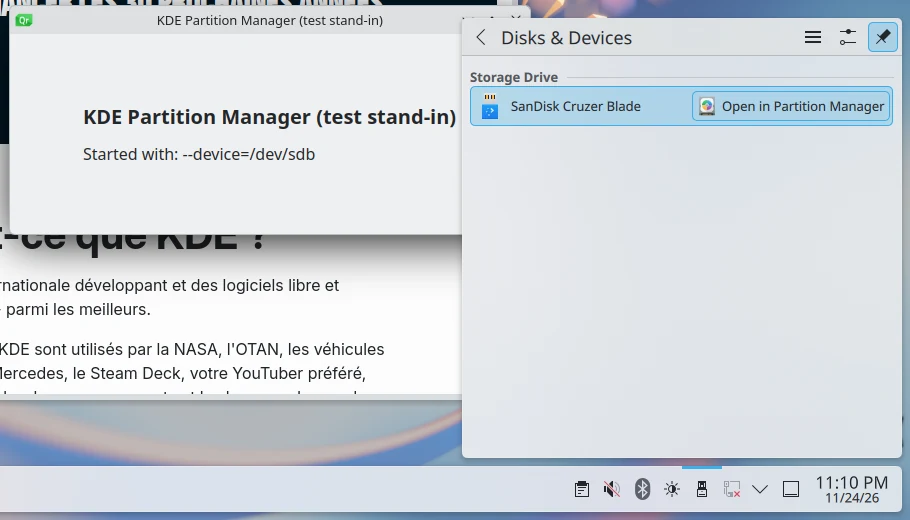 KDE Partition Manager (test stand-in)
KDE Partition Manager (test stand-in)
Started with: --device=/dev/sdb
-ce que KDE ?
rnationale développant et des logiciels libre et
parmi les meilleurs.
KDE sont utilisés par la NASA, l'OTAN, les véhicules
Mercedes, le Steam Deck, votre YouTuber préféré,
Disks & Devices
Storage Drive
SanDisk Cruzer Blade
Open in Partition Manager
11:10 PM
11/24/26